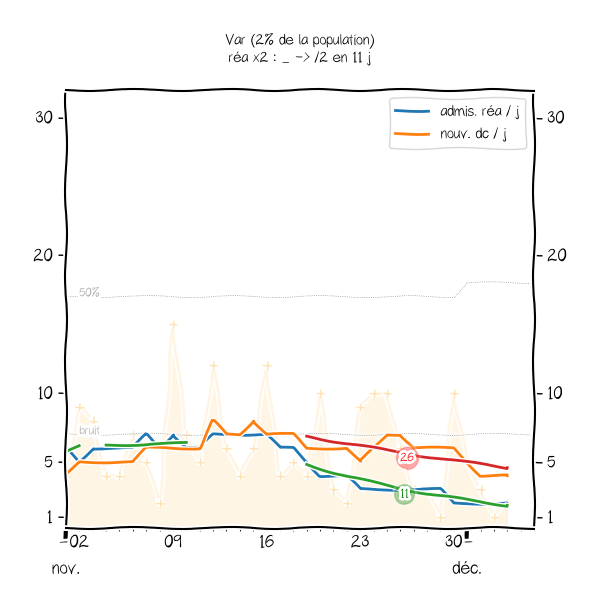 Var (2% de la population)
réa x2 : _ -> /2 en 11 j
admis. réa / j
nouv. dc / j
30
30
20
20
50%
10
10
bruit
5
5
26
11
1
1
02
09
16
23
30
nov.
déc.